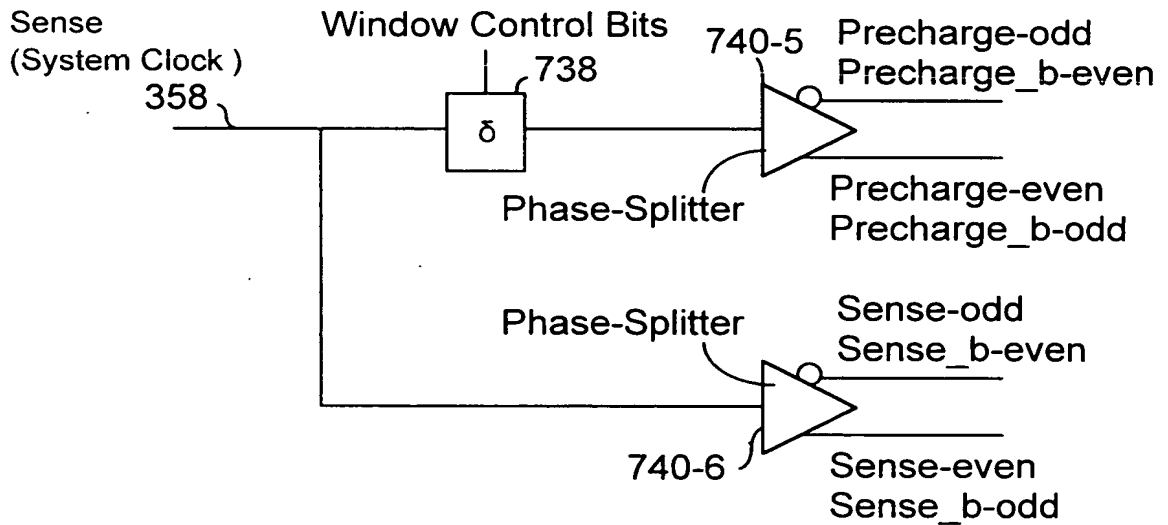 Sense
(System Clock )
358
Window Control Bits
738
δ
740-5
Precharge-odd
Precharge_b-even
Phase-Splitter
Precharge-even
Precharge_b-odd
Phase-Splitter
Sense-odd
Sense_b-even
740-6
Sense-even
Sense_b-odd